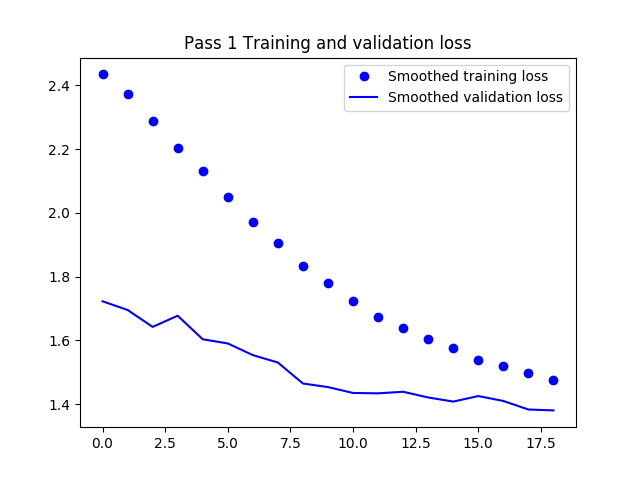 Pass 1 Training and validation loss
Smoothed training loss
Smoothed validation loss
2.4
2.2
2.0
1.8
1.6
1.4
0.0 2.5 5.0 7.5 10.0 12.5 15.0 17.5